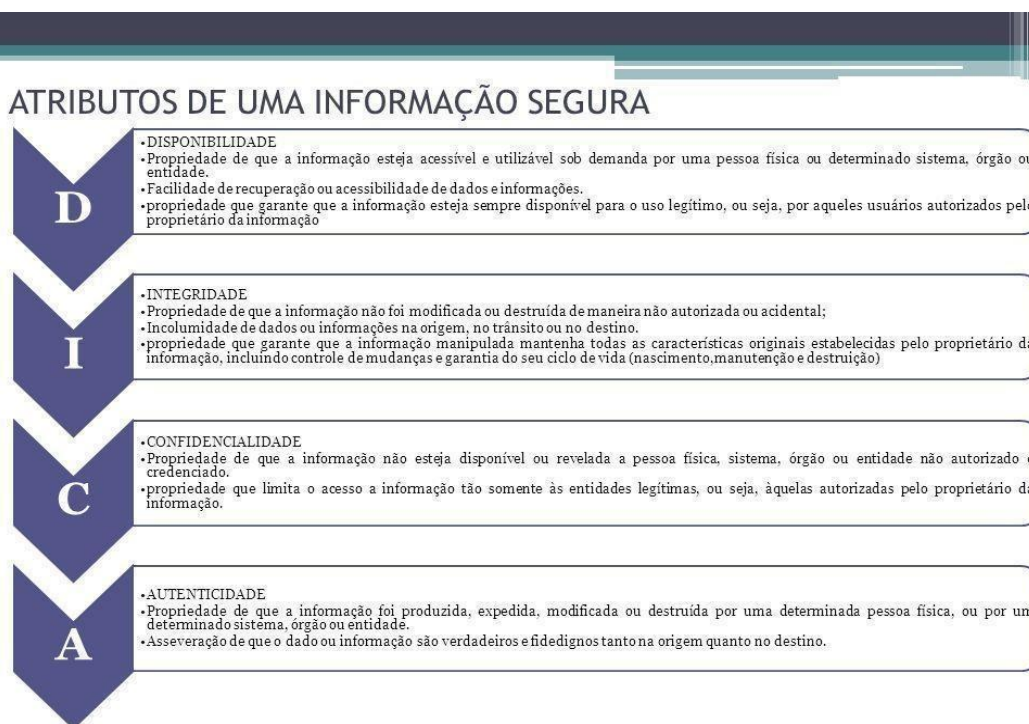 ATRIBUTOS DE UMA INFORMAÇÃO SEGURA
D
•DISPONIBILIDADE
•Propriedade de que a informação esteja acessível e utilizável sob demanda por uma pessoa física ou determinado sistema, órgão ou
entidade.
•Facilidade de recuperação ou acessibilidade de dados e informações.
•propriedade que garante que a informação esteja sempre disponível para o uso legítimo, ou seja, por aqueles usuários autorizados pelo
proprietário da informação
I
•INTEGRIDADE
•Propriedade de que a informação não foi modificada ou destruída de maneira não autorizada ou acidental;
•Incolumidade de dados ou informações na origem, no trânsito ou no destino.
•propriedade que garante que a informação manipulada mantenha todas as características originais estabelecidas pelo proprietário da
informação, incluindo controle de mudanças e garantia do seu ciclo de vida (nascimento,manutenção e destruição)
C
•CONFIDENCIALIDADE
•Propriedade de que a informação não esteja disponível ou revelada a pessoa física, sistema, órgão ou entidade não autorizado e
credenciado.
•propriedade que limita o acesso a informação tão somente às entidades legítimas, ou seja, àquelas autorizadas pelo proprietário da
informação.
A
•AUTENTICIDADE
•Propriedade de que a informação foi produzida, expedida, modificada ou destruída por uma determinada pessoa física, ou por um
determinado sistema, órgão ou entidade.
•Asseveração de que o dado ou informação são verdadeiros e fidedignos tanto na origem quanto no destino.